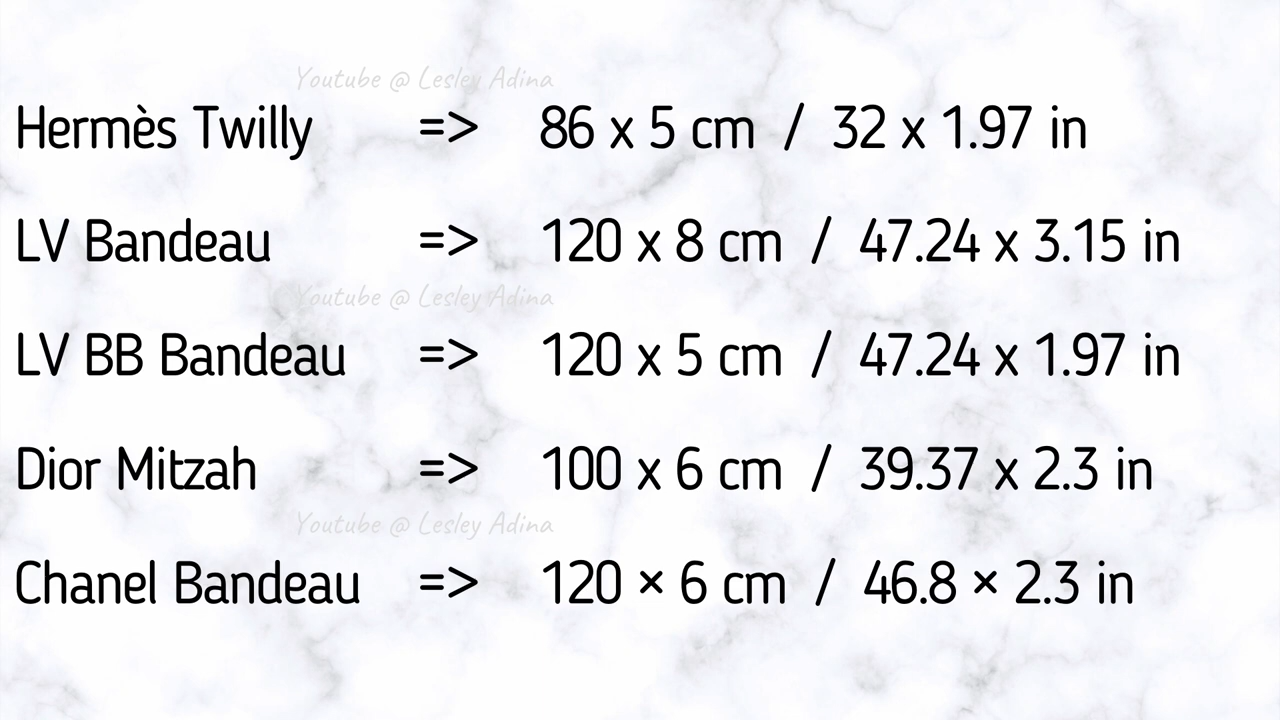 Youtube @ Lesley Adina
Hermès Twilly => 86 x 5 cm / 32 x 1.97 in
LV Bandeau => 120 x 8 cm / 47.24 x 3.15 in
Youtube @ Lesley Adina
LV BB Bandeau => 120 x 5 cm / 47.24 x 1.97 in
Dior Mitzah => 100 x 6 cm / 39.37 x 2.3 in
Youtube @ Lesley Adina
Chanel Bandeau => 120 × 6 cm / 46.8 × 2.3 in